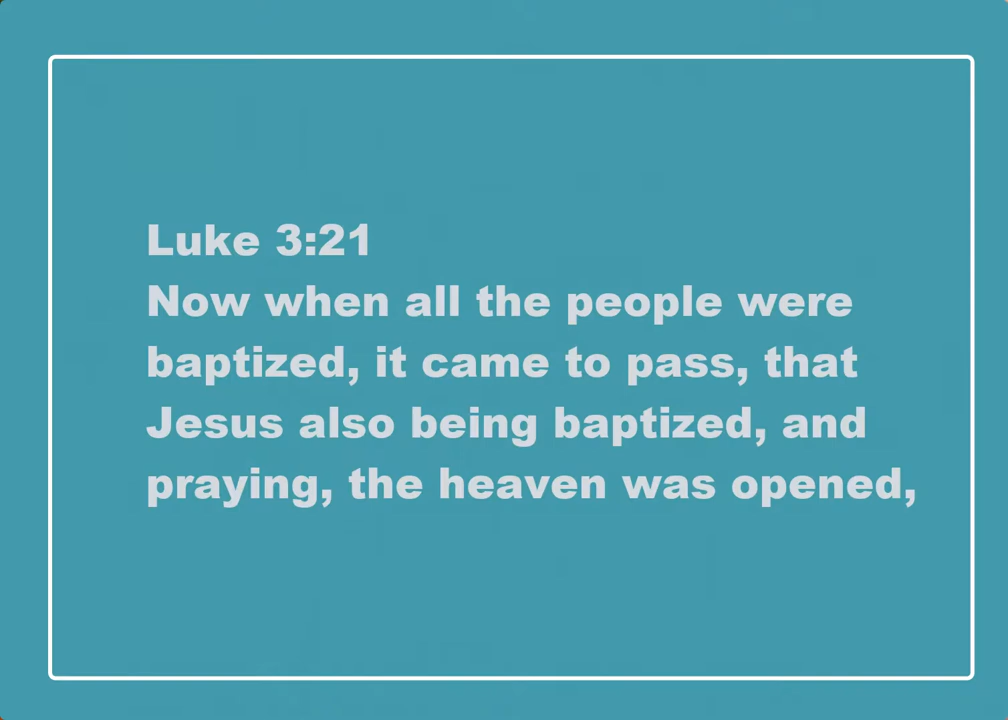 Luke 3:21
Now when all the people were
baptized, it came to pass, that
Jesus also being baptized, and
praying, the heaven was opened,